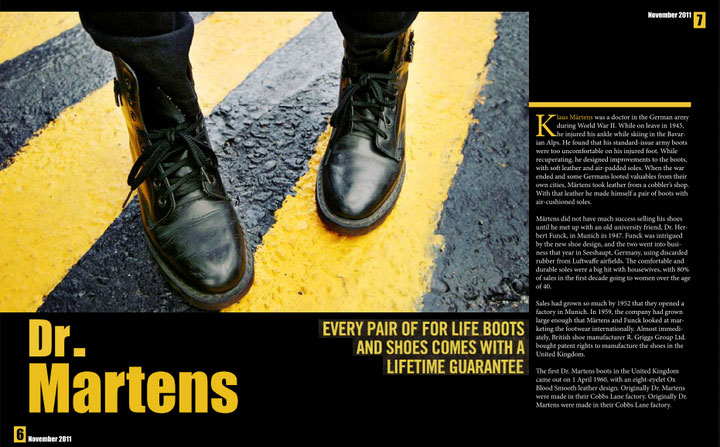 November 2011 7
Klaus Märtens was a doctor in the German army
during World War II. While on leave in 1945,
he injured his ankle while skiing in the Bavar-
ian Alps. He found that his standard-issue army boots
were too uncomfortable on his injured foot. While
recuperating, he designed improvements to the boots,
with soft leather and air-padded soles. When the war
ended and some Germans looted valuables from their
own cities, Märtens took leather from a cobbler's shop.
With that leather he made himself a pair of boots with
air-cushioned soles.
Märtens did not have much success selling his shoes
until he met up with an old university friend, Dr. Her-
bert Funck, in Munich in 1947. Funck was intrigued
by the new shoe design, and the two went into busi-
ness that year in Seeshaupt, Germany, using discarded
rubber from Luftwaffe airfields. The comfortable and
durable soles were a big hit with housewives, with 80%
of sales in the first decade going to women over the age
of 40.
Sales had grown so much by 1952 that they opened a
factory in Munich. In 1959, the company had grown
large enough that Märtens and Funck looked at mar-
keting the footwear internationally. Almost immedi-
ately, British shoe manufacturer R. Griggs Group Ltd.
bought patent rights to manufacture the shoes in the
United Kingdom.
The first Dr. Martens boots in the United Kingdom
came out on 1 April 1960, with an eight-eyelet Ox
Blood Smooth leather design. Originally Dr. Martens
were made in their Cobbs Lane factory. Originally Dr.
Martens were made in their Cobbs Lane factory.
EVERY PAIR OF FOR LIFE BOOTS
AND SHOES COMES WITH A
LIFETIME GUARANTEE
Dr.
Martens
6 November 2011